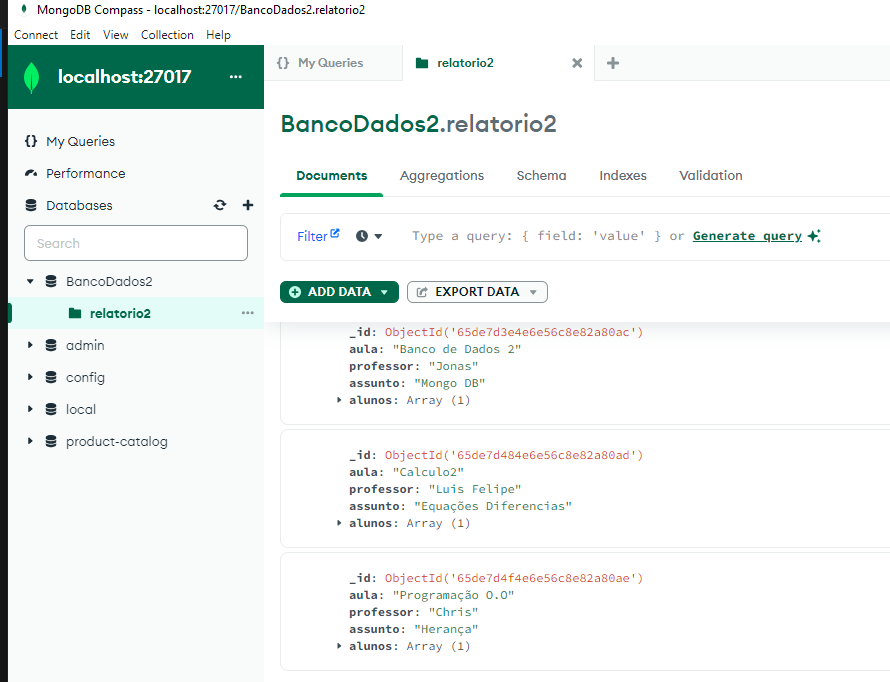 MongoDB Compass - localhost:27017/BancoDados2.relatorio2
Connect Edit View Collection Help
localhost:27017 ...
{} My Queries
relatorio2
{} My Queries
Performance
Databases
Search
BancoDados2
relatorio2 ...
admin
config
local
product-catalog
BancoDados2.relatorio2
Documents Aggregations Schema Indexes Validation
Filter Type a query: { field: 'value' } or Generate query
ADD DATA EXPORT DATA
_id: ObjectId('65de7d3e4e6e56c8e82a80ac')
aula: "Banco de Dados 2"
professor: "Jonas"
assunto: "Mongo DB"
alunos: Array (1)
_id: ObjectId('65de7d484e6e56c8e82a80ad')
aula: "Calculo2"
professor: "Luis Felipe"
assunto: "Equações Diferencias"
alunos: Array (1)
_id: ObjectId('65de7d4f4e6e56c8e82a80ae')
aula: "Programação O.O"
professor: "Chris"
assunto: "Herança"
alunos: Array (1)